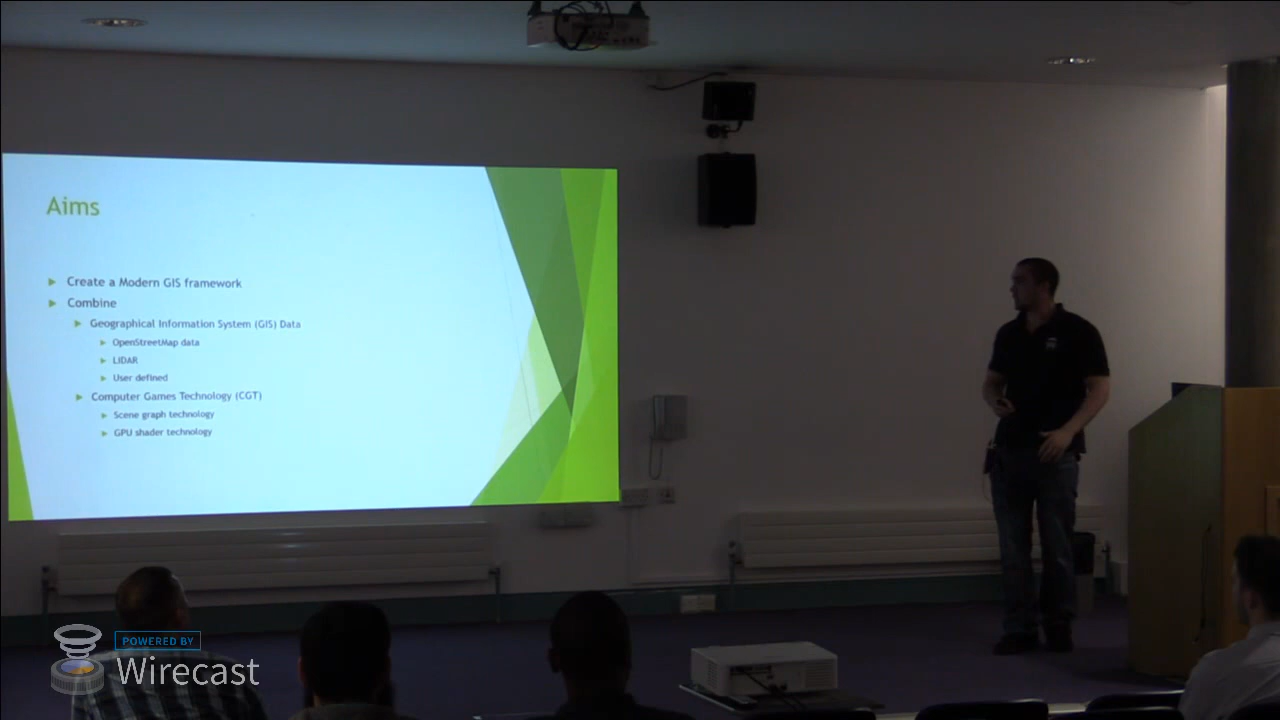 Aims
Create a Modern GIS framework
Combine
Geographical Information System (GIS) Data
OpenStreetMap data
LIDAR
User defined
Computer Games Technology (CGT)
Scene graph technology
GPU shader technology
POWERED BY
Wirecast